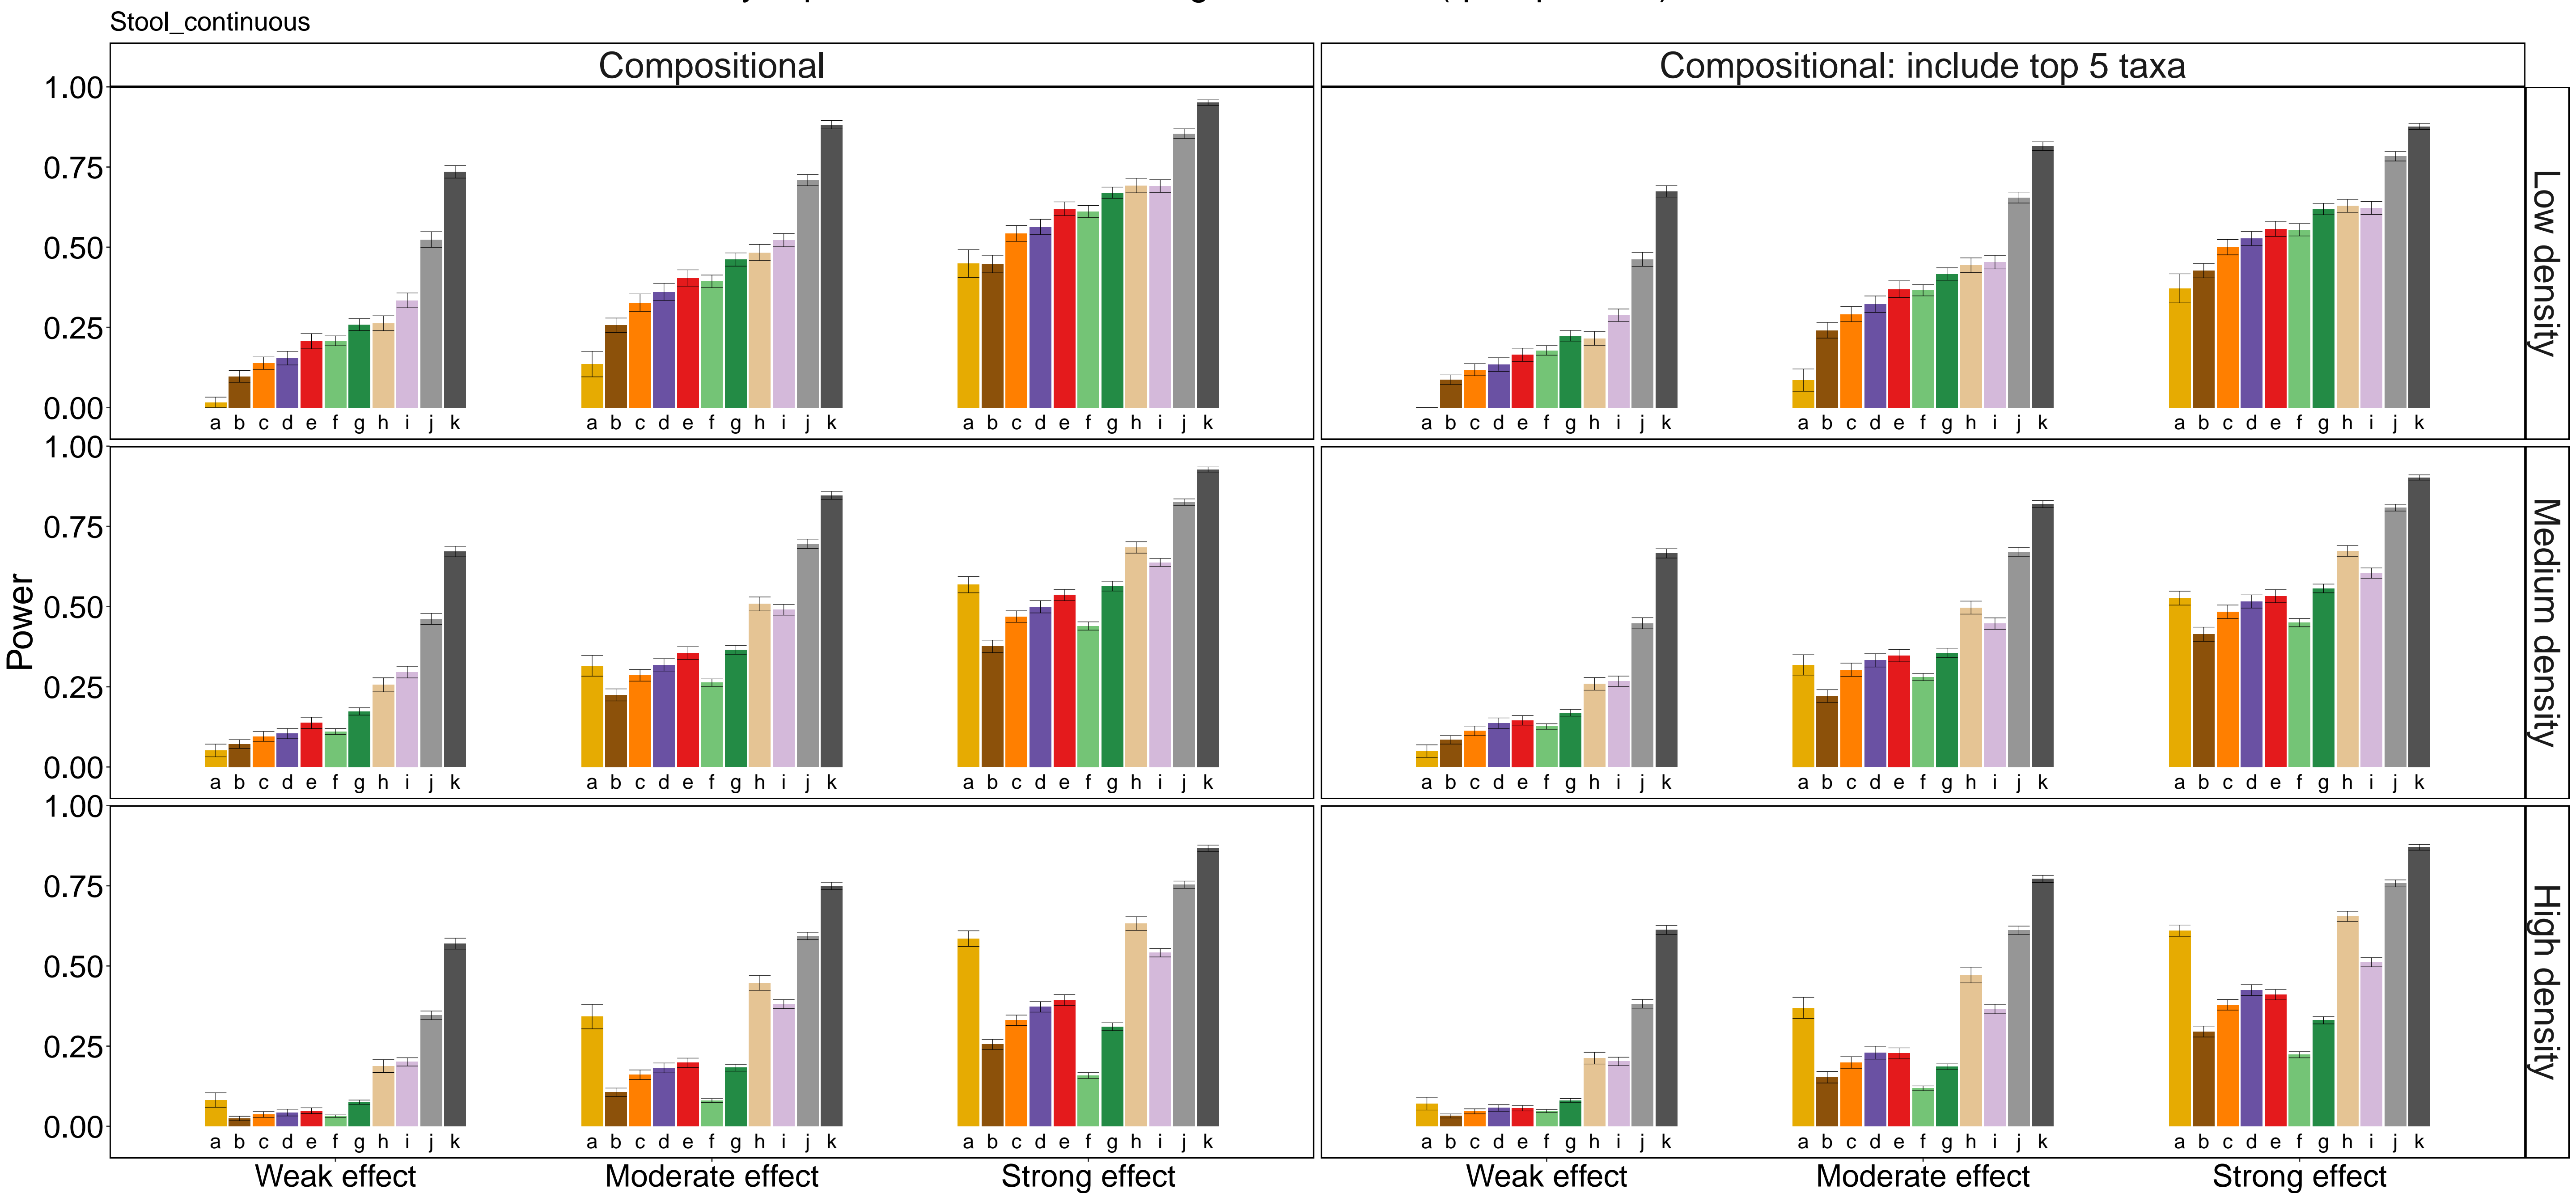 Stool_continuous
Compositional
Compositional: include top 5 taxa
1.00
0.75
0.50
0.25
0.00
a b c d e f g h i j k
a b c d e f g h i j k
a b c d e f g h i j k
a b c d e f g h i j k
a b c d e f g h i j k
a b c d e f g h i j k
Low density
1.00
0.75
0.50
0.25
0.00
a b c d e f g h i j k
a b c d e f g h i j k
a b c d e f g h i j k
a b c d e f g h i j k
a b c d e f g h i j k
a b c d e f g h i j k
Medium density
Power
1.00
0.75
0.50
0.25
0.00
a b c d e f g h i j k
a b c d e f g h i j k
a b c d e f g h i j k
a b c d e f g h i j k
a b c d e f g h i j k
a b c d e f g h i j k
High density
Weak effect
Moderate effect
Strong effect
Weak effect
Moderate effect
Strong effect